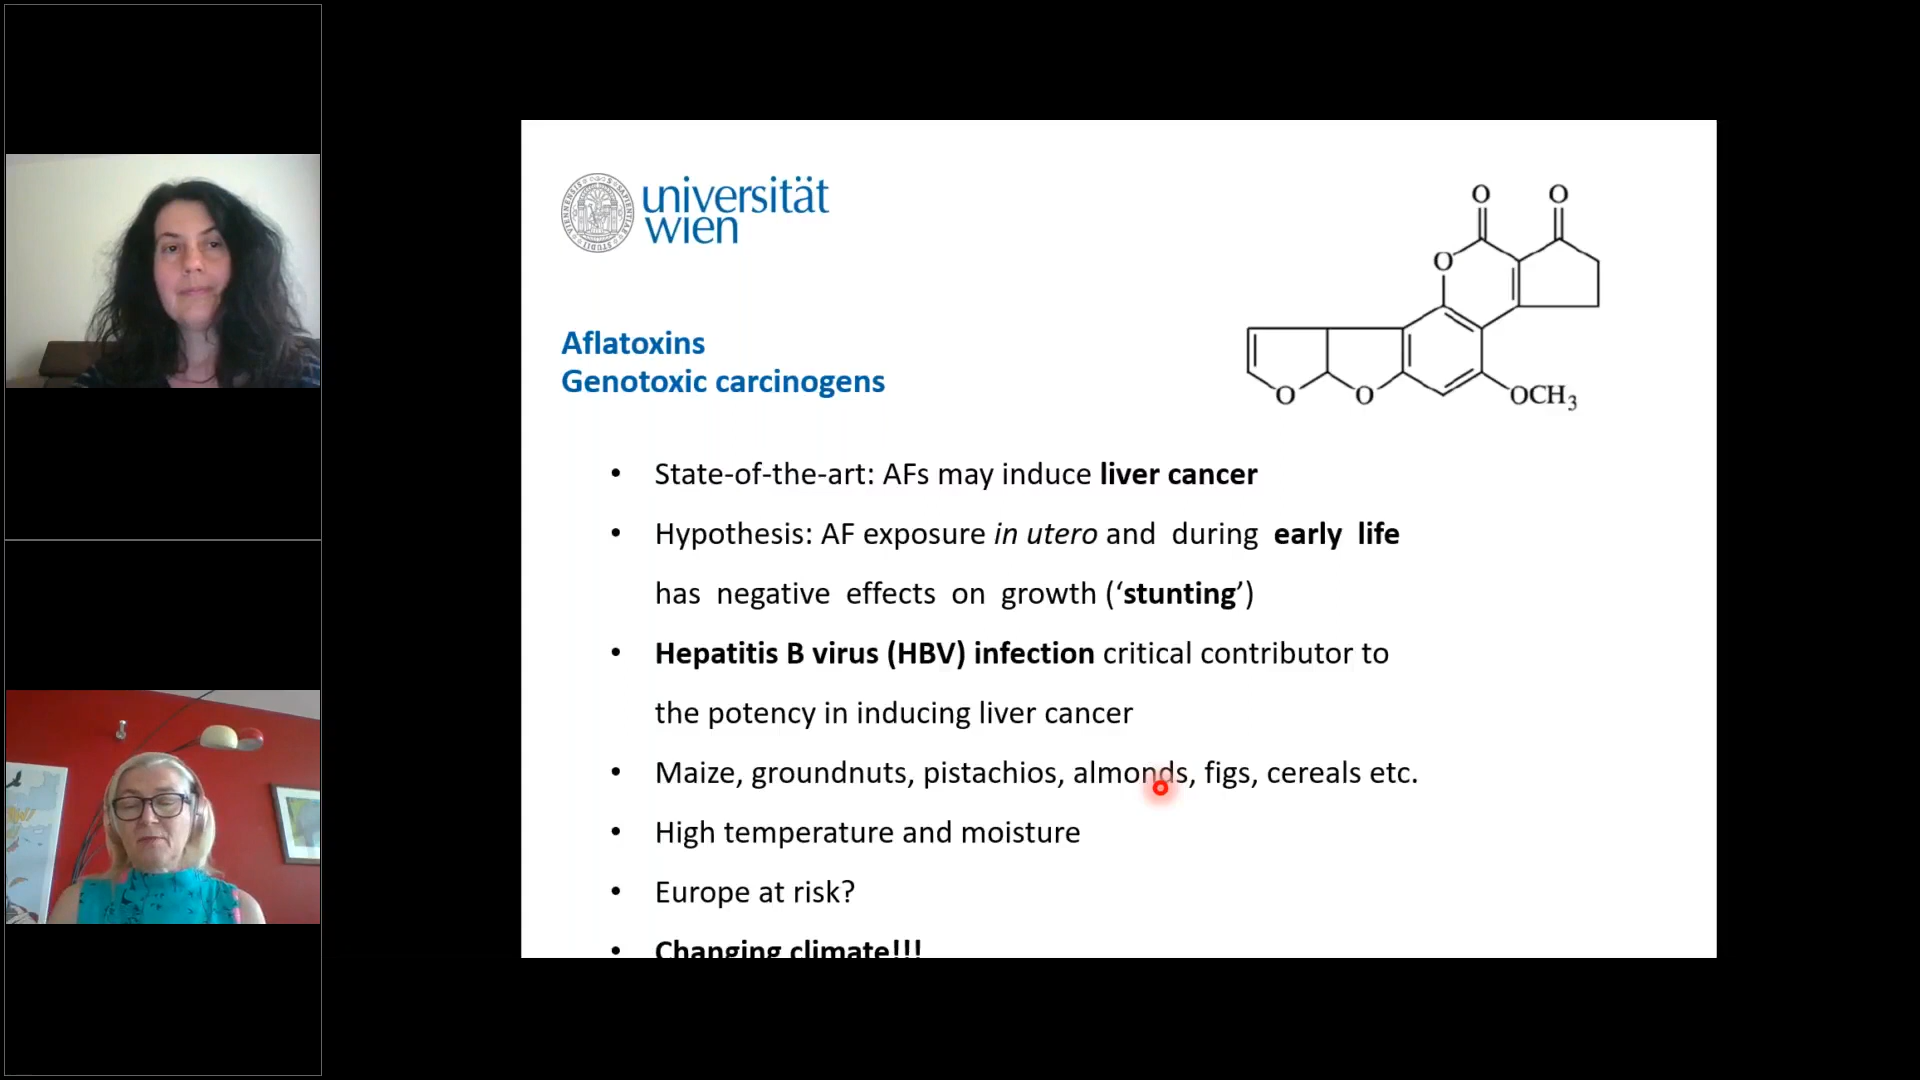 universität
wien
O O
O
O O OCH3
Aflatoxins
Genotoxic carcinogens
• State-of-the-art: AFs may induce liver cancer
• Hypothesis: AF exposure in utero and during early life
has negative effects on growth (‘stunting’)
• Hepatitis B virus (HBV) infection critical contributor to
the potency in inducing liver cancer
• Maize, groundnuts, pistachios, almonds, figs, cereals etc.
• High temperature and moisture
• Europe at risk?
• Changing climate!!!